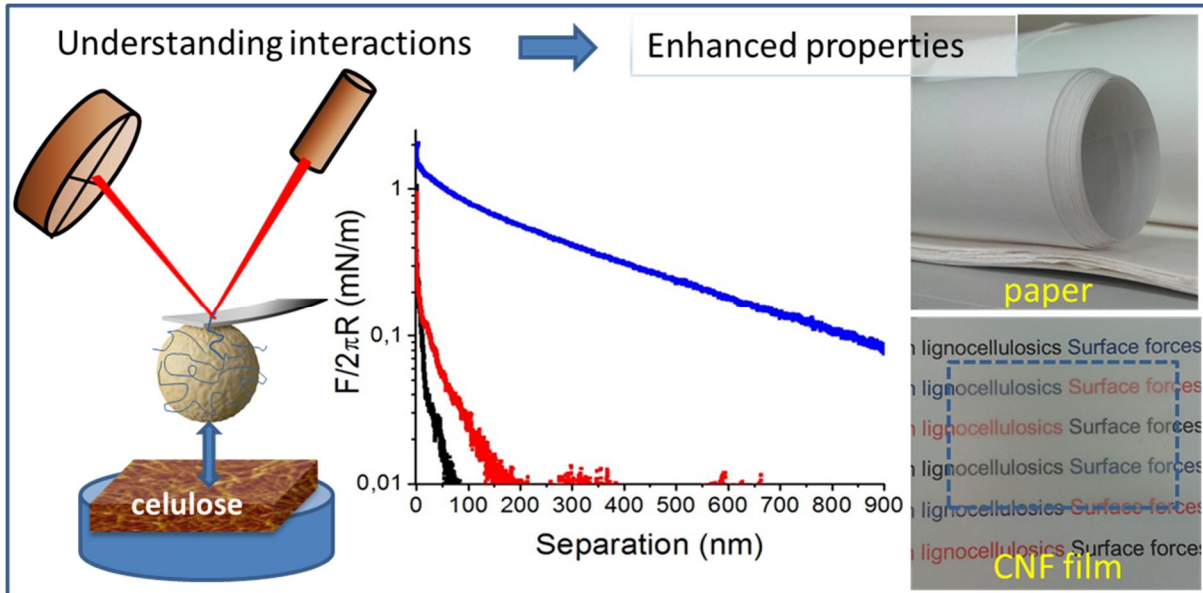 Understanding interactions
Enhanced properties
celulose
F/2πR (mN/m)
1
0,1
0,01
0 100 200 300 400 500 600 700 800 900
Separation (nm)
paper
n lignocellulosics Surface forces
n lignocellulosics Surface forces
n lignocellulosics Surface forces
n lignocellulosics Surface forces
n lignocellulosics Surface forces
n lignocellulosics Surface forces
CNF film